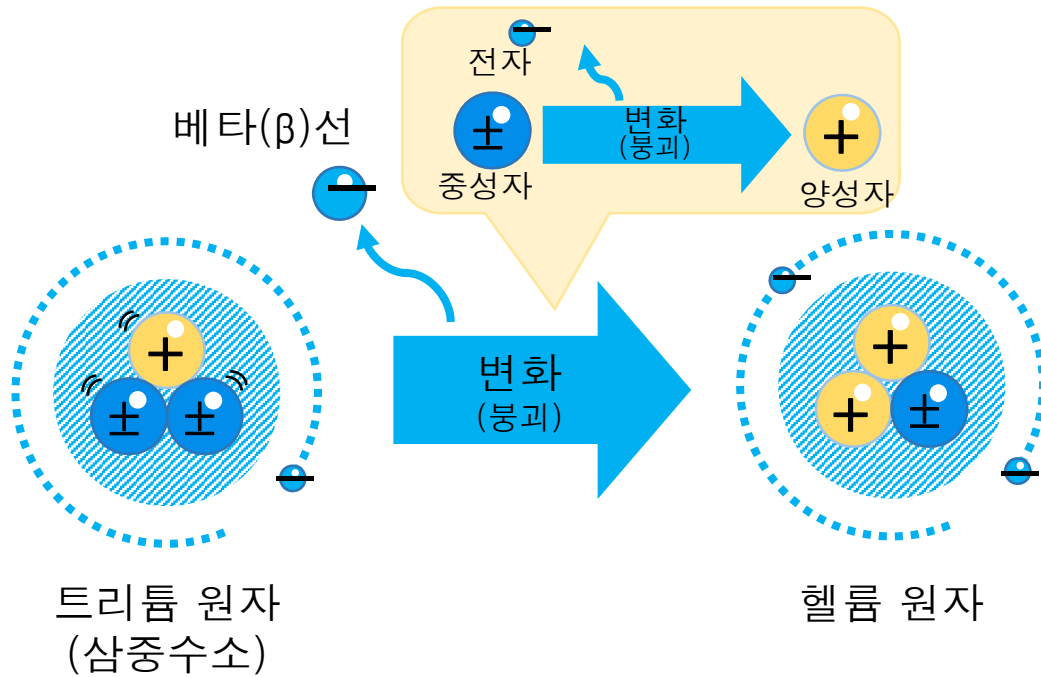 전자
변화
(붕괴)
중성자
양성자
베타(β)선
변화
(붕괴)
트리튬 원자
(삼중수소)
헬륨 원자